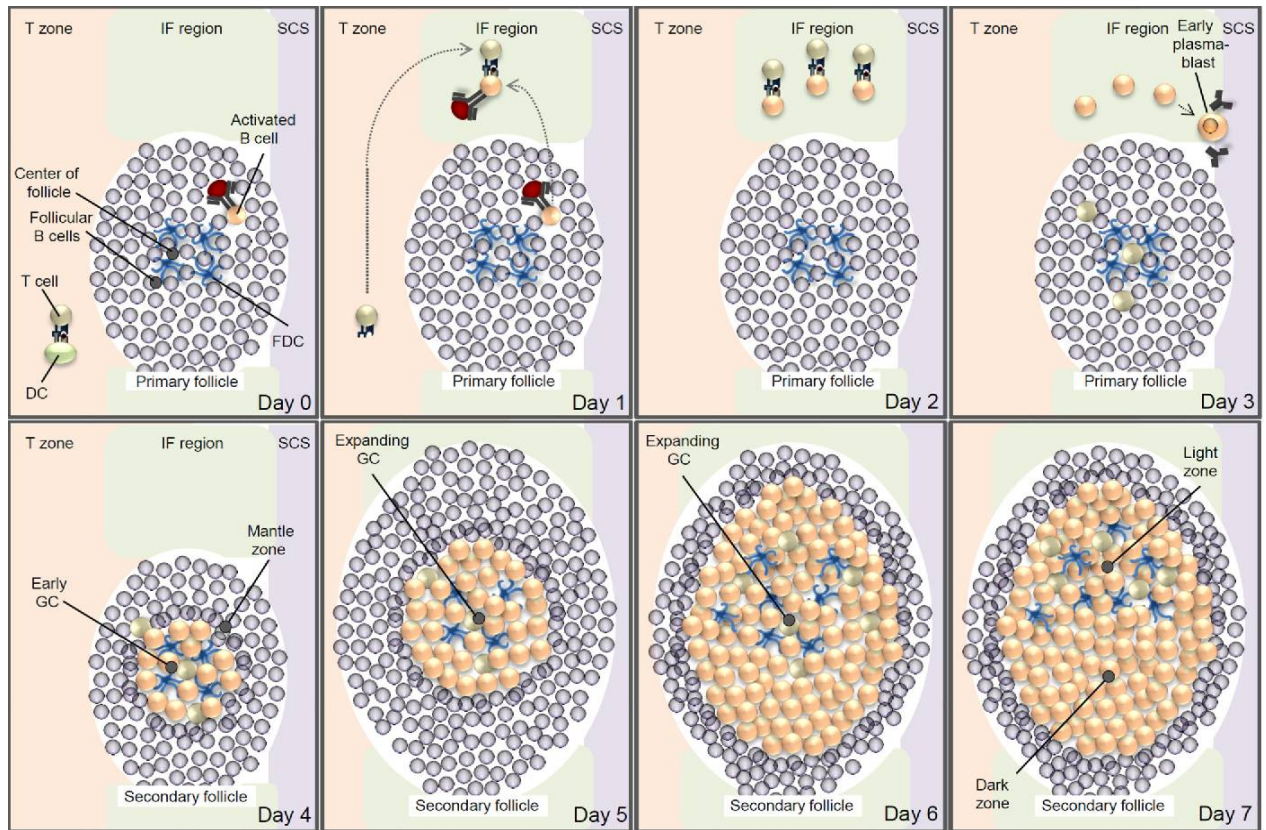 T zone
IF region
SCS
Activated
B cell
Center of
follicle
Follicular
B cells
T cell
FDC
DC
Primary follicle
Day 0
T zone
IF region
SCS
Primary follicle
Day 1
T zone
IF region
SCS
Primary follicle
Day 2
T zone
IF region
Early
plasma-
blast
SCS
Primary follicle
Day 3
T zone
IF region
SCS
Mantle
zone
Early
GC
Secondary follicle
Day 4
Expanding
GC
Secondary follicle
Day 5
Expanding
GC
Secondary follicle
Day 6
Light
zone
Dark
zone
Secondary follicle
Day 7